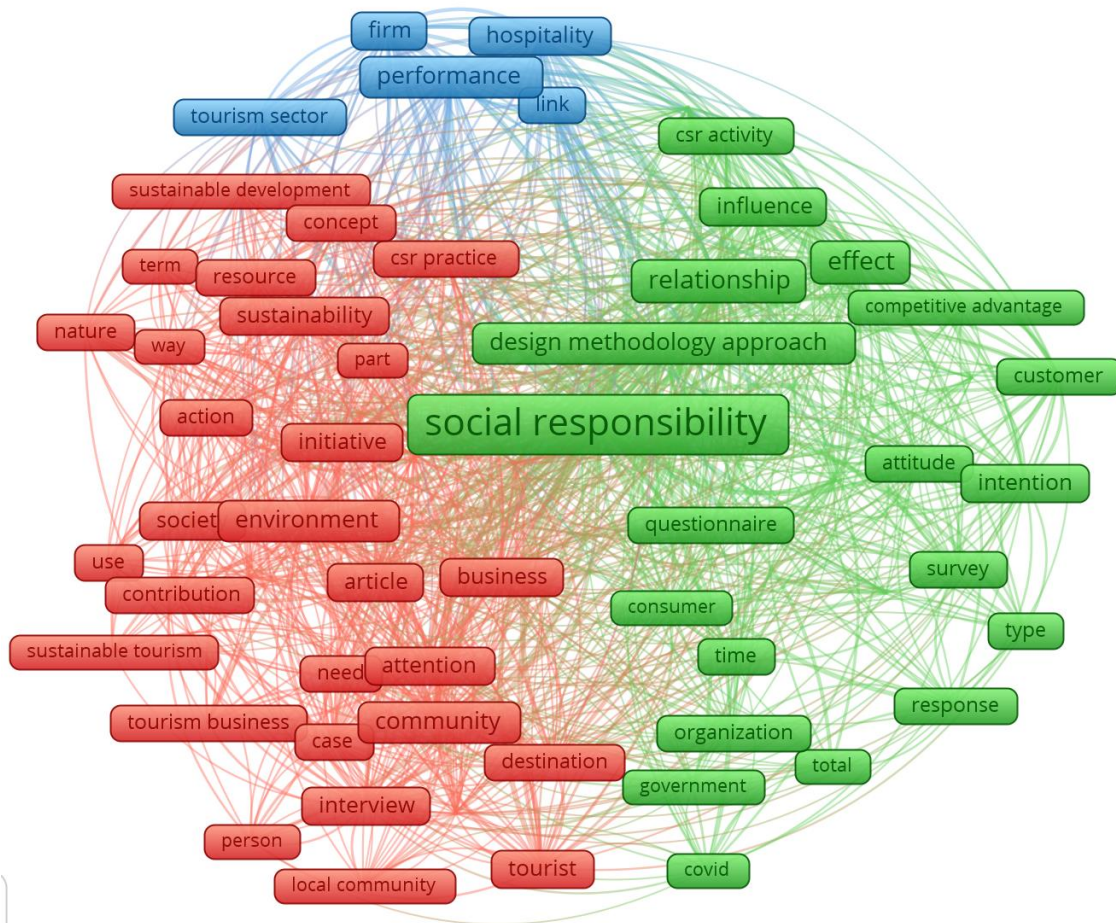 firm
hospitality
performance
link
tourism sector
csr activity
sustainable development
influence
concept
csr practice
effect
term
resource
relationship
competitive advantage
sustainability
nature
way
design methodology approach
part
customer
action
social responsibility
initiative
attitude
intention
societ
environment
questionnaire
use
survey
article
business
contribution
consumer
type
sustainable tourism
time
need
attention
response
tourism business
community
case
organization
destination
total
government
interview
person
tourist
covid
local community